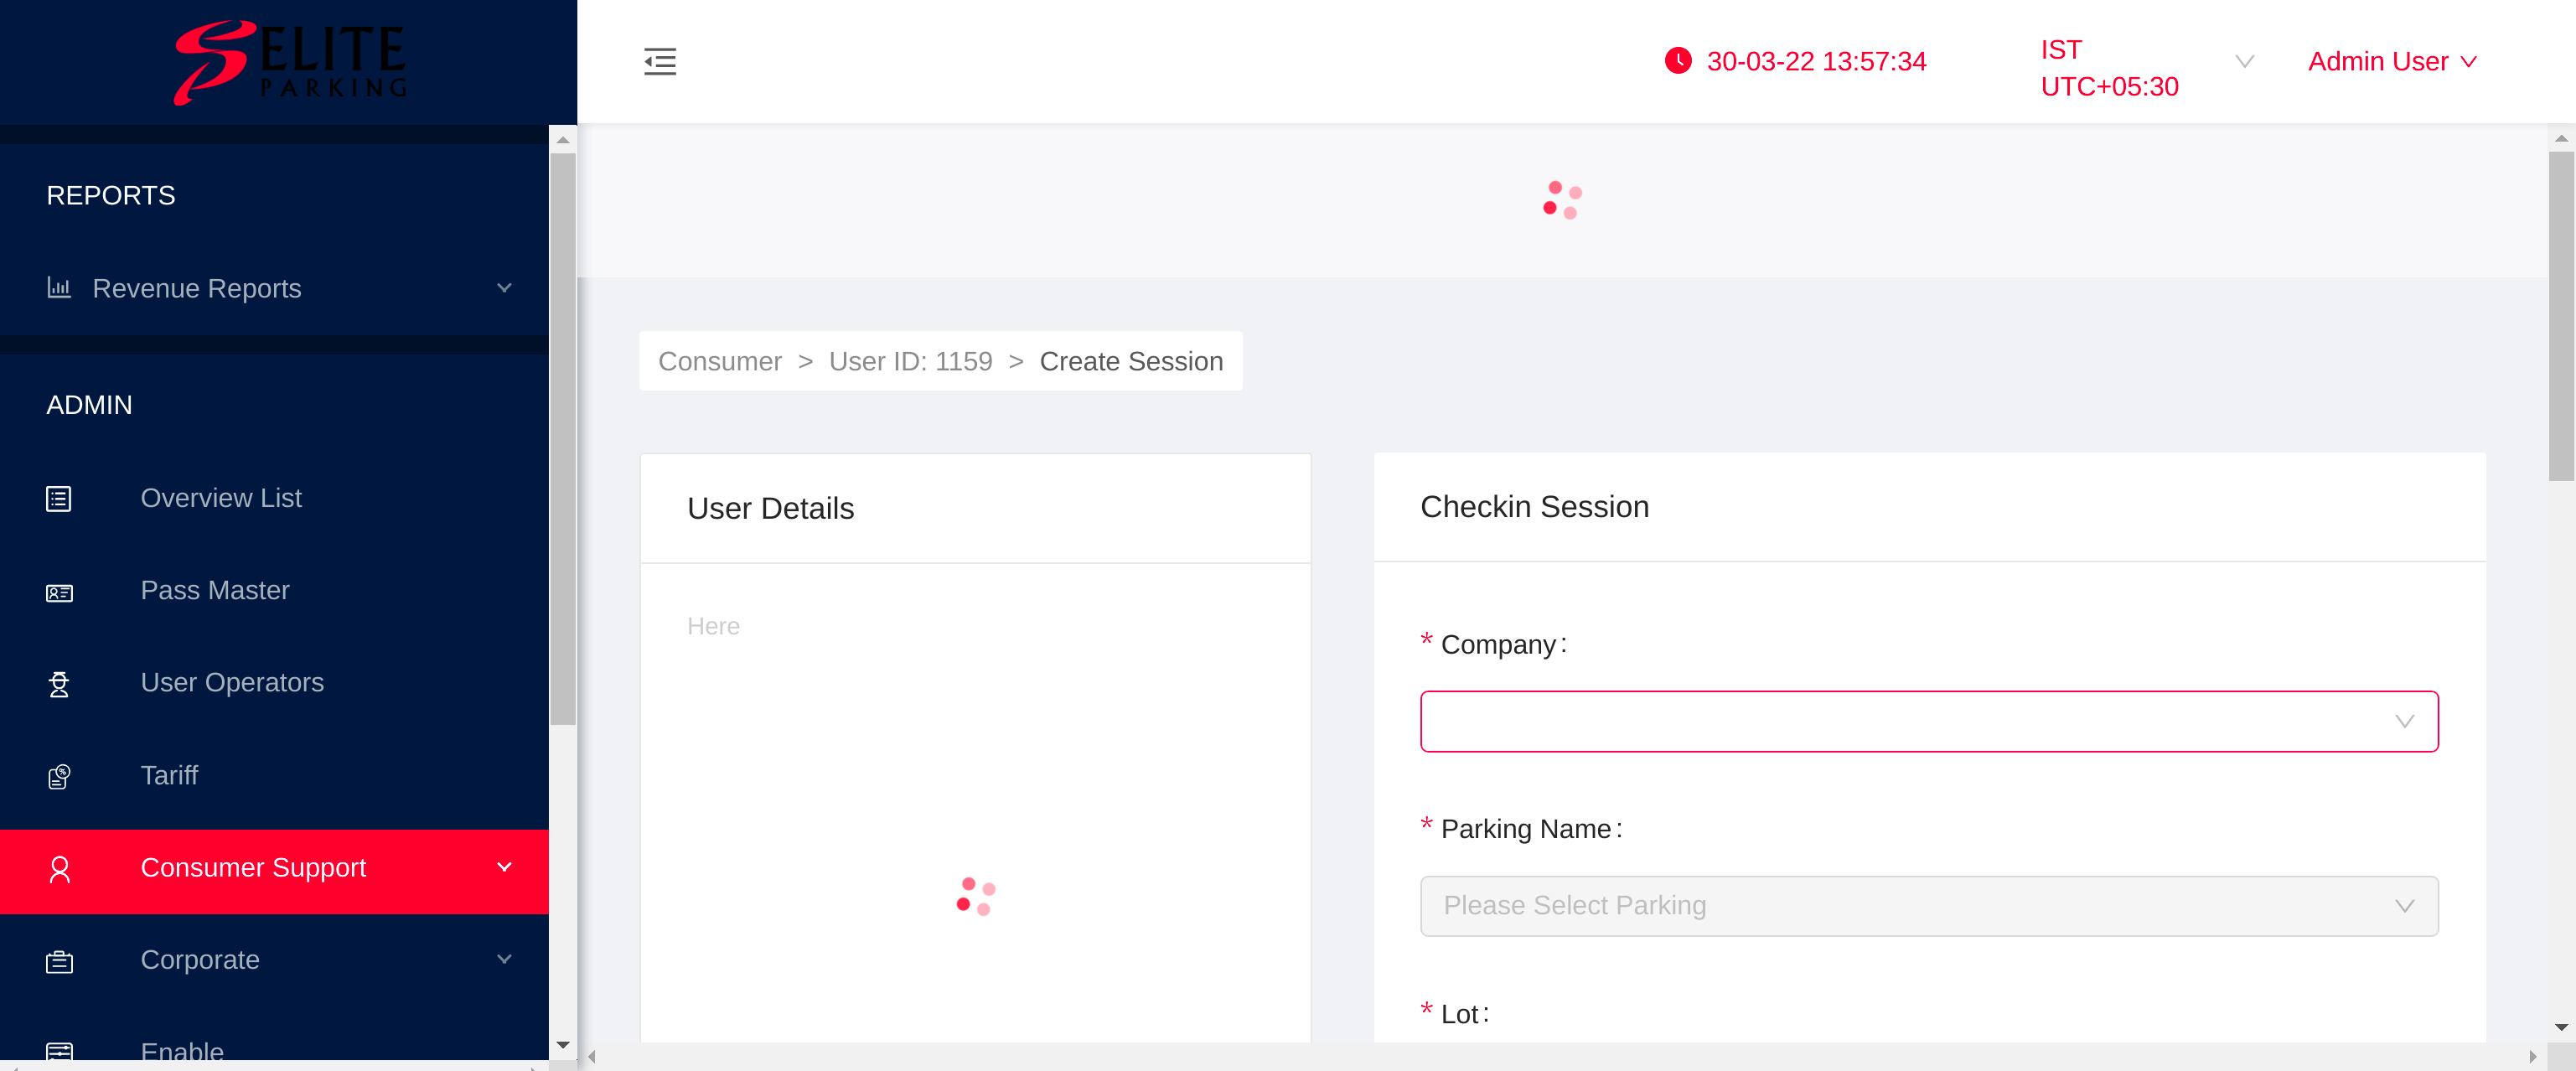 ELITE
PARKING
30-03-22 13:57:34
IST
UTC+05:30
Admin User
REPORTS
Revenue Reports
ADMIN
Overview List
Pass Master
User Operators
Tariff
Consumer Support
Corporate
Enable
Consumer > User ID: 1159 > Create Session
User Details
Here
Checkin Session
* Company:
* Parking Name:
Please Select Parking
* Lot: